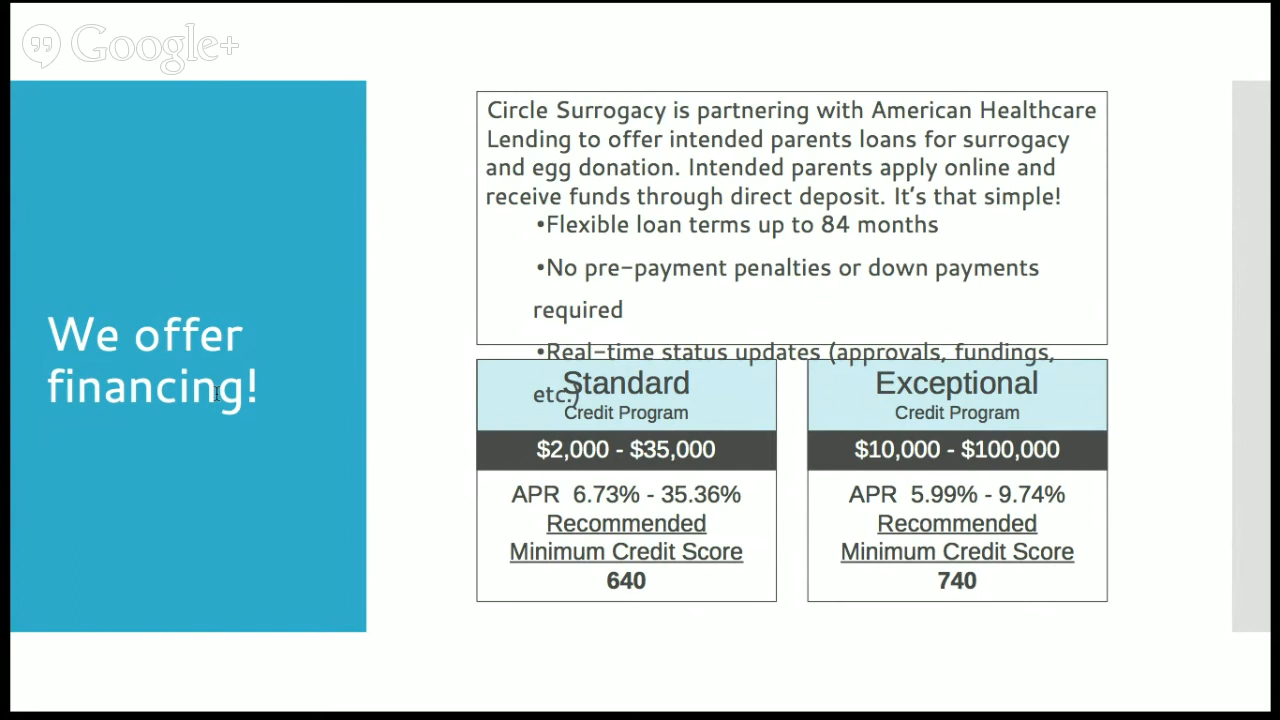 Google+
We offer
financing!
Circle Surrogacy is partnering with American Healthcare
Lending to offer intended parents loans for surrogacy
and egg donation. Intended parents apply online and
receive funds through direct deposit. It's that simple!
•Flexible loan terms up to 84 months
•No pre-payment penalties or down payments
required
•Real-time status updates (approvals, fundings,
etc.)
Standard
Credit Program
$2,000 - $35,000
APR 6.73% - 35.36%
Recommended
Minimum Credit Score
640
Exceptional
Credit Program
$10,000 - $100,000
APR 5.99% - 9.74%
Recommended
Minimum Credit Score
740